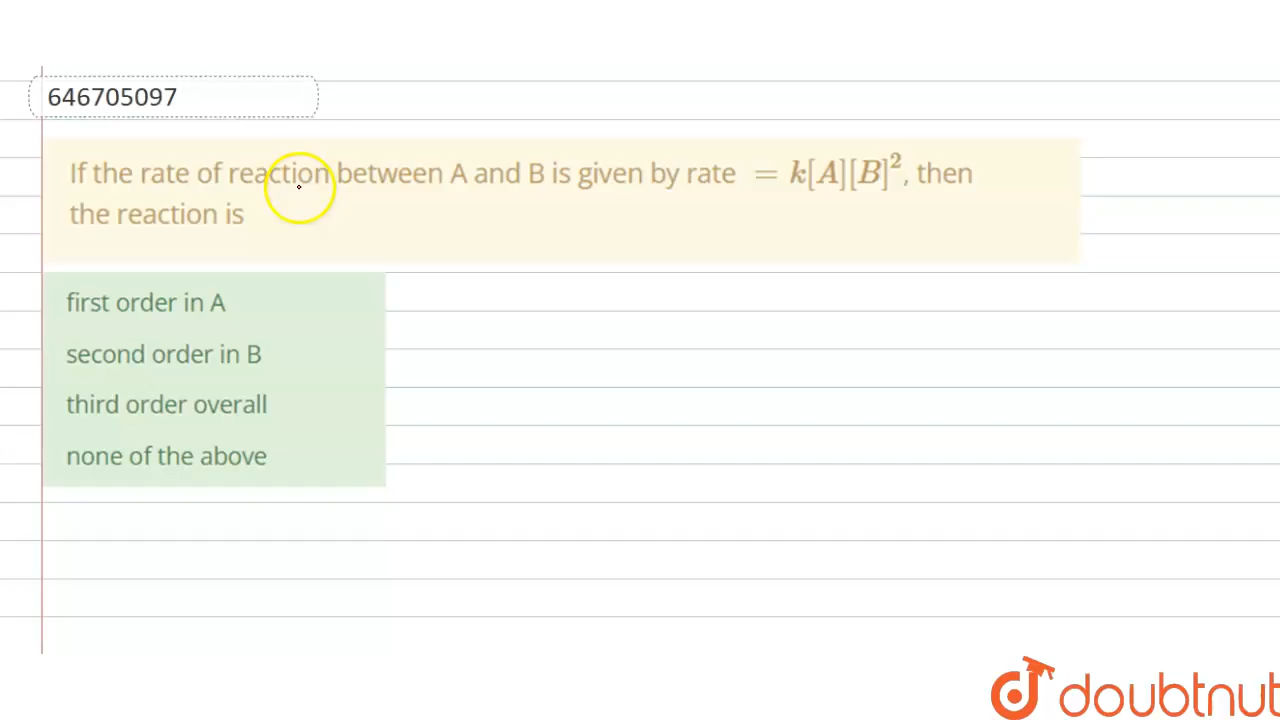 646705097
If the rate of reaction between A and B is given by rate = k[A][B]², then
the reaction is
first order in A
second order in B
third order overall
none of the above
doubtnut